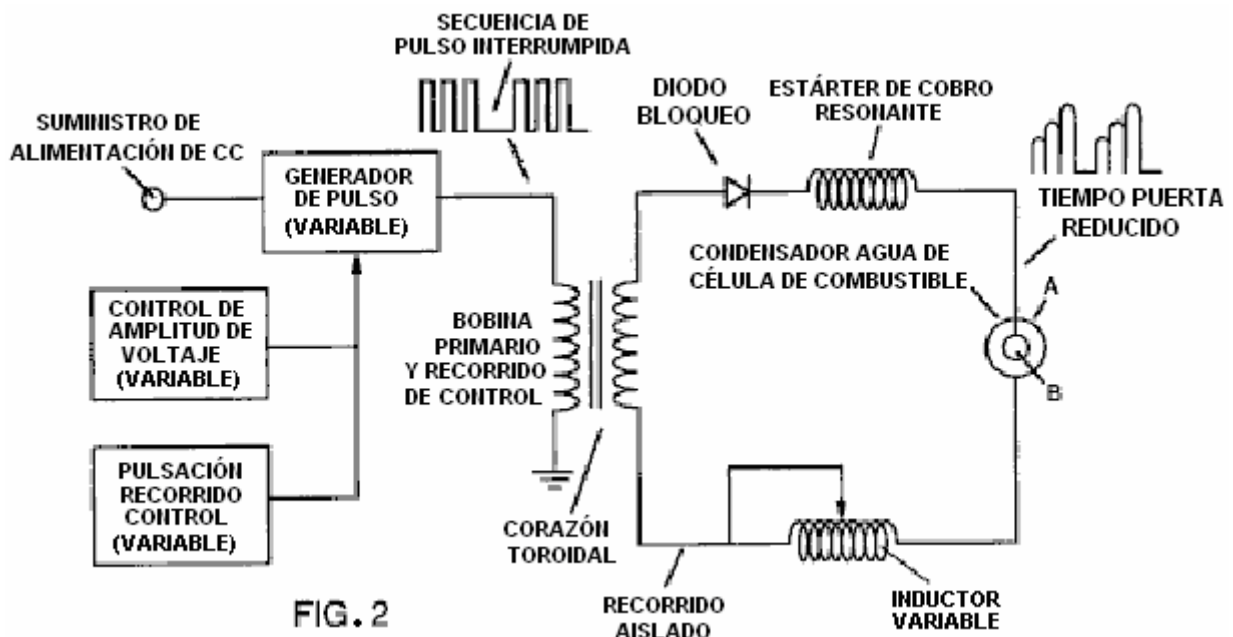 SECUENCIA DE
PULSO INTERRUMPIDA
SUMINISTRO DE
ALIMENTACIÓN DE CC
GENERADOR
DE PULSO
(VARIABLE)
CONTROL DE
AMPLITUD DE
VOLTAJE
(VARIABLE)
PULSACIÓN
RECORRIDO
CONTROL
(VARIABLE)
BOBINA
PRIMARIO
Y RECORRIDO
DE CONTROL
CORAZÓN
TOROIDAL
DIODO
BLOQUEO
ESTÁRTER DE COBRO
RESONANTE
TIEMPO PUERTA
REDUCIDO
CONDENSADOR AGUA DE
CÉLULA DE COMBUSTIBLE
A
B
RECORRIDO
AISLADO
INDUCTOR
VARIABLE
FIG. 2